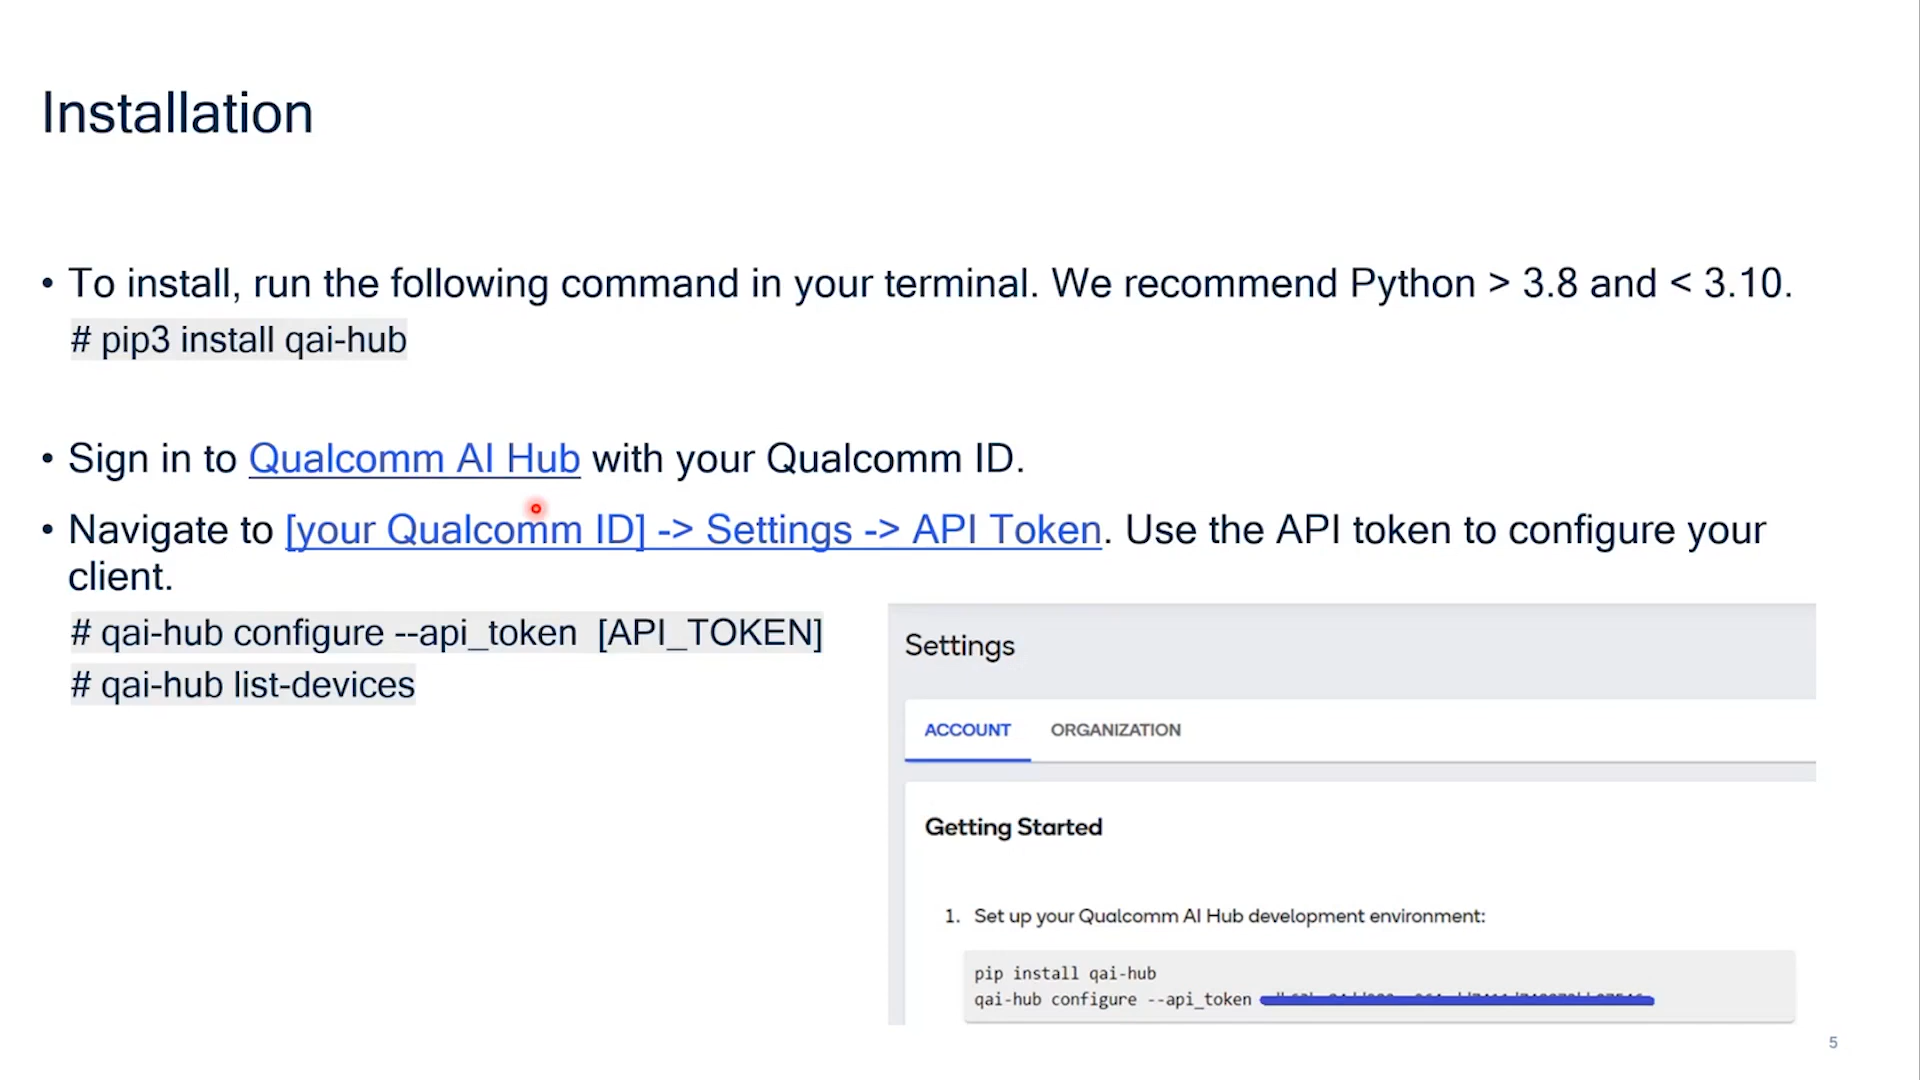 Installation
• To install, run the following command in your terminal. We recommend Python > 3.8 and < 3.10.
# pip3 install qai-hub
• Sign in to Qualcomm AI Hub with your Qualcomm ID.
• Navigate to [your Qualcomm ID] -> Settings -> API Token. Use the API token to configure your
client.
# qai-hub configure --api_token [API_TOKEN]
# qai-hub list-devices
Settings
ACCOUNT ORGANIZATION
Getting Started
1. Set up your Qualcomm AI Hub development environment:
pip install qai-hub
qai-hub configure --api_token
5